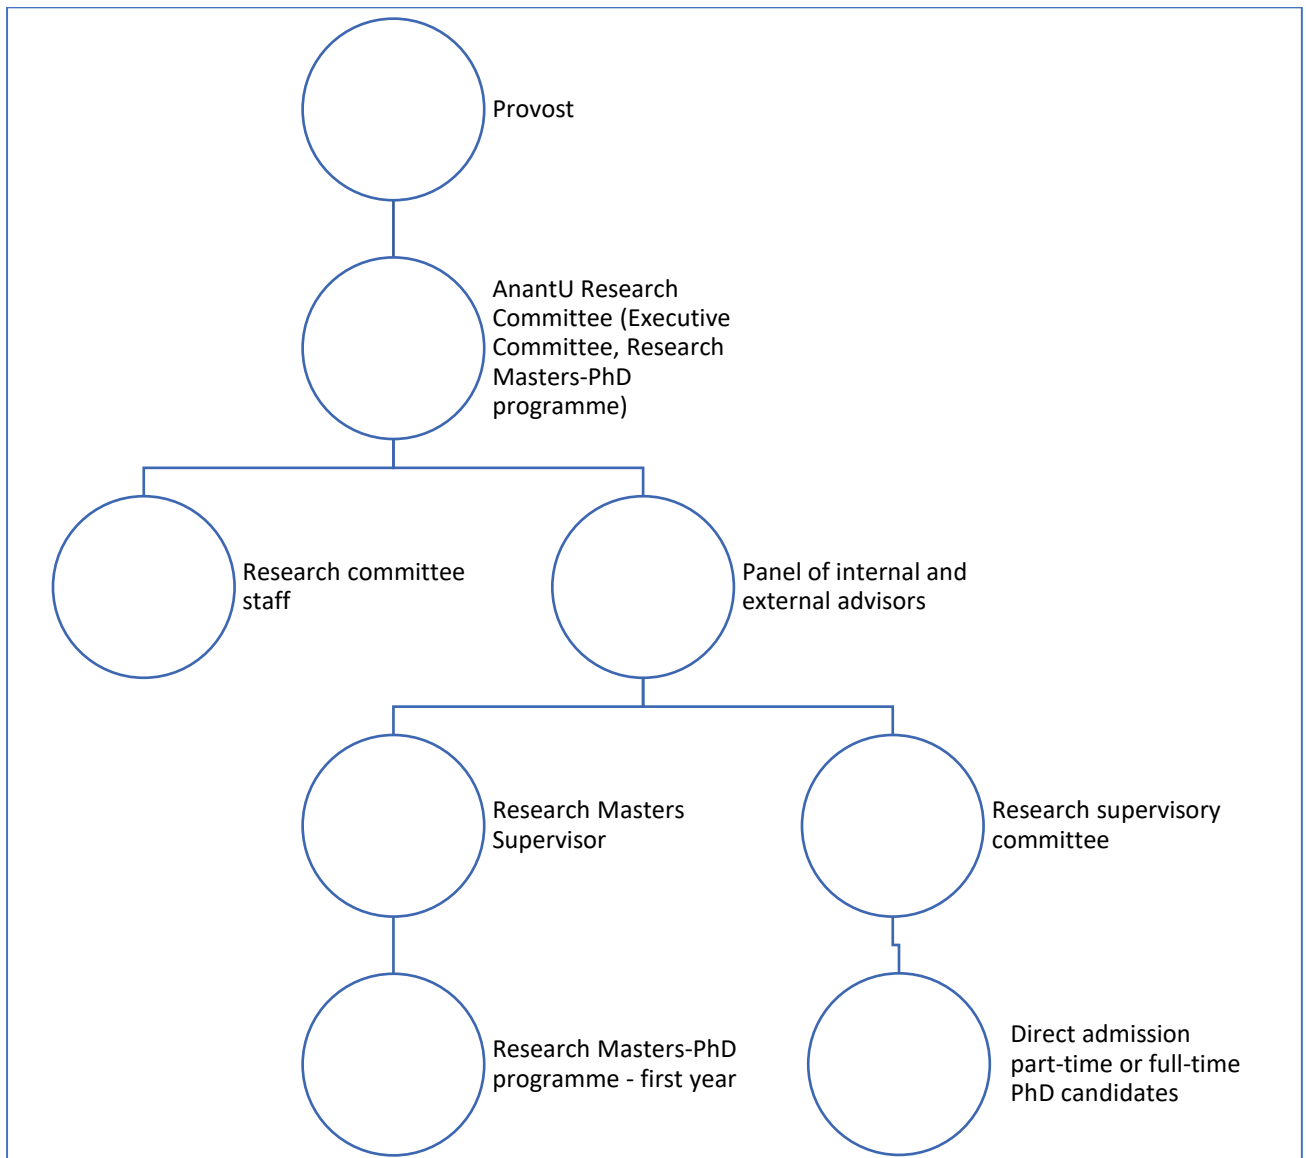 Provost
AnantU Research
Committee (Executive
Committee, Research
Masters-PhD
programme)
Research committee
staff
Panel of internal and
external advisors
Research Masters
Supervisor
Research supervisory
committee
Research Masters-PhD
programme - first year
Direct admission
part-time or full-time
PhD candidates